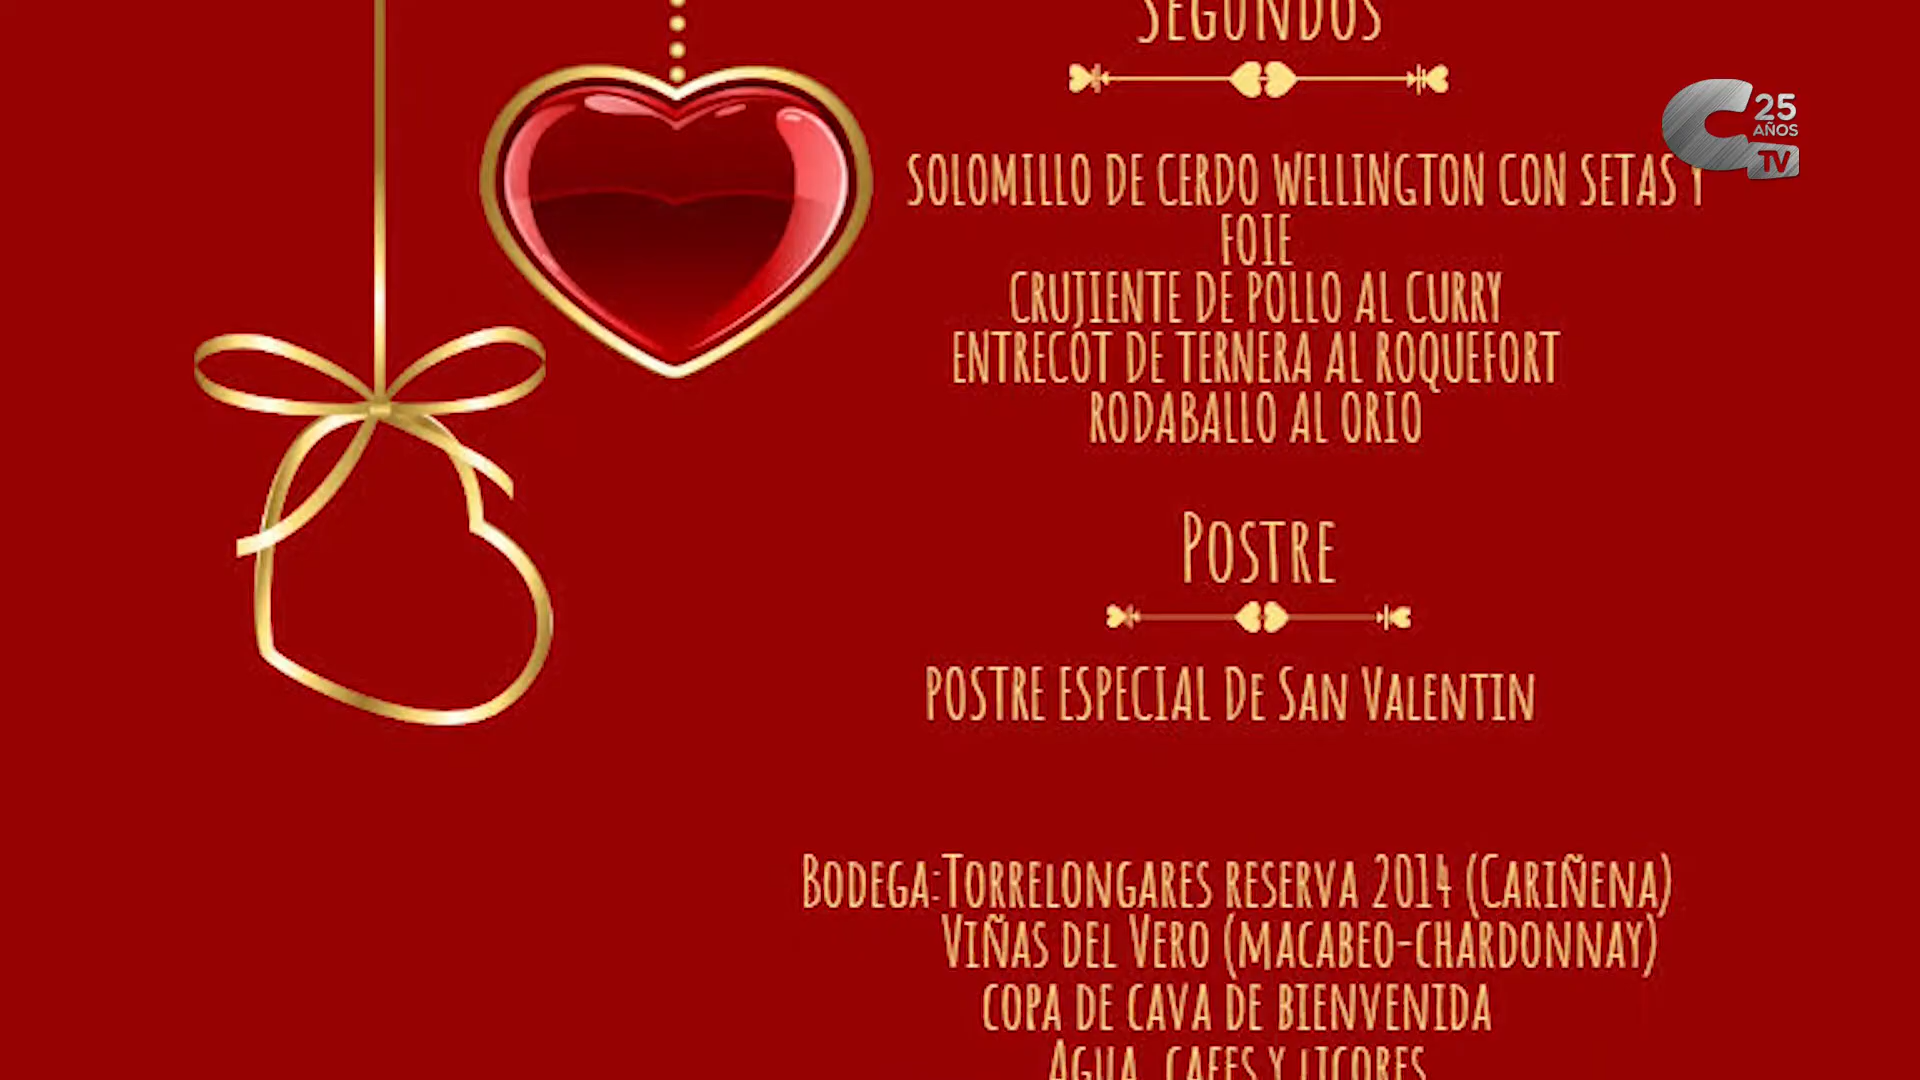 SEGUNDOS
25
AÑOS
TV
SOLOMILLO DE CERDO WELLINGTON CON SETAS Y
FOIE
CRUJIENTE DE POLLO AL CURRY
ENTRECOT DE TERNERA AL ROQUEFORT
RODABALLO AL ORIO
POSTRE
POSTRE ESPECIAL De SAN VALENTIN
BODEGA:TORRELONGARES RESERVA 2014 (CARIÑENA)
VIÑAS DEL VERO (MACABEO-CHARDONNAY)
COPA DE CAVA DE BIENVENIDA
AGUA, CAFES Y LICORES